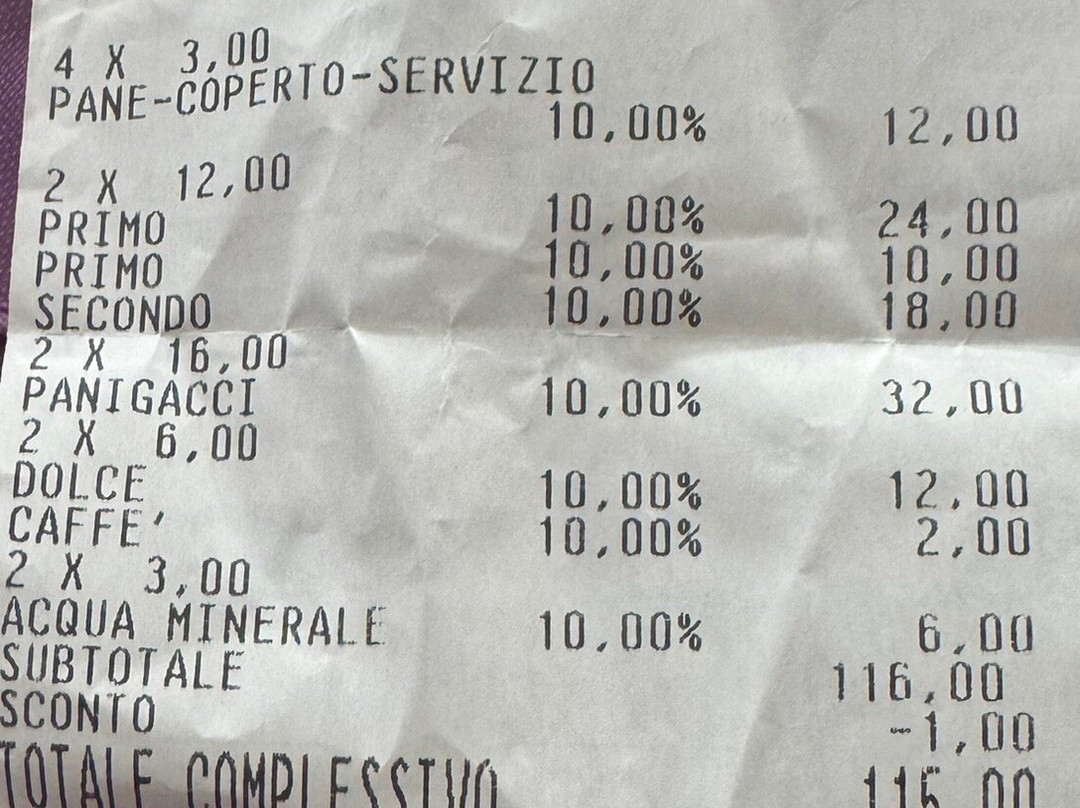 4 X 3,00
PANE-COPERTO-SERVIZIO
10,00% 12,00
2 X 12,00
PRIMO 10,00% 24,00
PRIMO 10,00% 10,00
SECONDO 10,00% 18,00
2 X 16,00
PANIGACCI 10,00% 32,00
2 X 6,00
DOLCE 10,00% 12,00
CAFFE' 10,00% 2,00
2 X 3,00
ACQUA MINERALE 10,00% 6,00
SUBTOTALE 116,00
SCONTO -1,00
TOTALE COMPLESSIVO 115,00